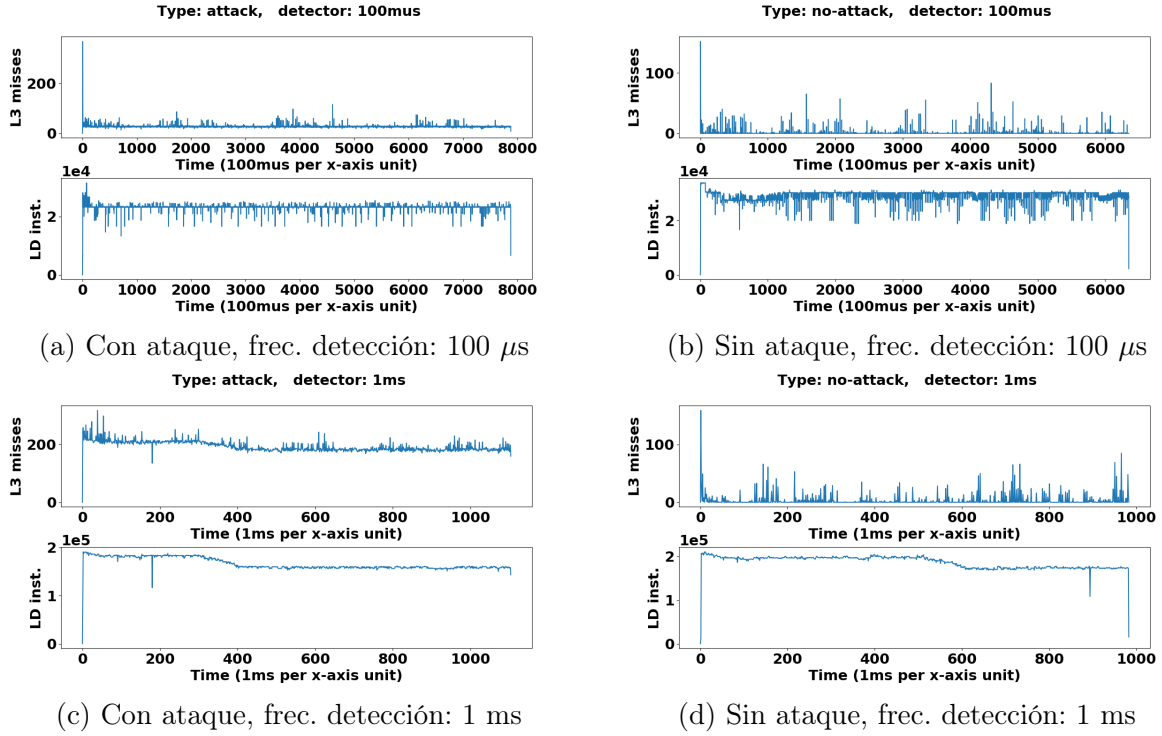 Type: attack,   detector: 100mus
L3 misses
200
0
0 1000 2000 3000 4000 5000 6000 7000 8000
Time (100mus per x-axis unit)
1e4
LD inst.
2
0
0 1000 2000 3000 4000 5000 6000 7000 8000
Time (100mus per x-axis unit)
(a) Con ataque, frec. detección: 100 μs
Type: no-attack,   detector: 100mus
L3 misses
100
0
0 1000 2000 3000 4000 5000 6000
Time (100mus per x-axis unit)
1e4
LD inst.
2
0
0 1000 2000 3000 4000 5000 6000
Time (100mus per x-axis unit)
(b) Sin ataque, frec. detección: 100 μs
Type: attack,   detector: 1ms
L3 misses
200
0
0 200 400 600 800 1000
Time (1ms per x-axis unit)
1e5
LD inst.
2
1
0
0 200 400 600 800 1000
Time (1ms per x-axis unit)
(c) Con ataque, frec. detección: 1 ms
Type: no-attack,   detector: 1ms
L3 misses
100
0
0 200 400 600 800 1000
Time (1ms per x-axis unit)
1e5
LD inst.
2
1
0
0 200 400 600 800 1000
Time (1ms per x-axis unit)
(d) Sin ataque, frec. detección: 1 ms